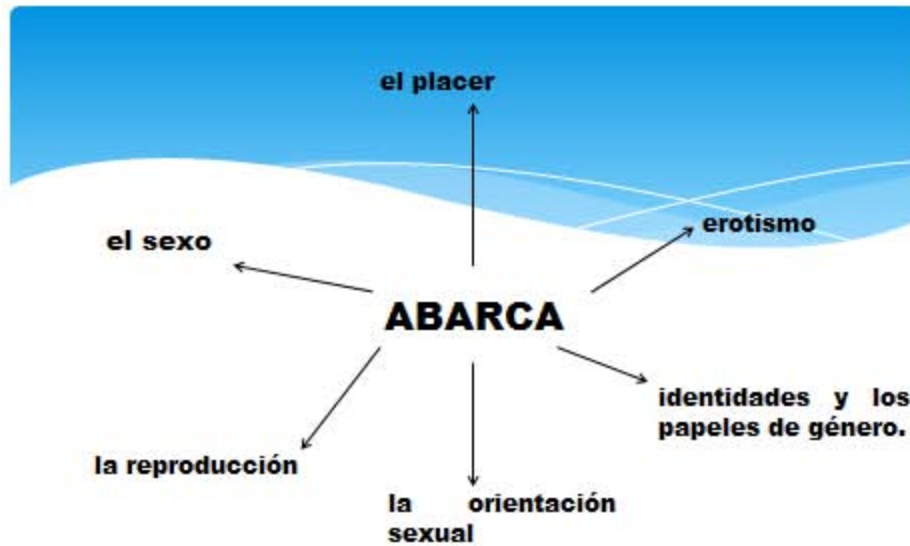 el placer
erotismo
el sexo
ABARCA
identidades y los
papeles de género.
la reproducción
la orientación
sexual